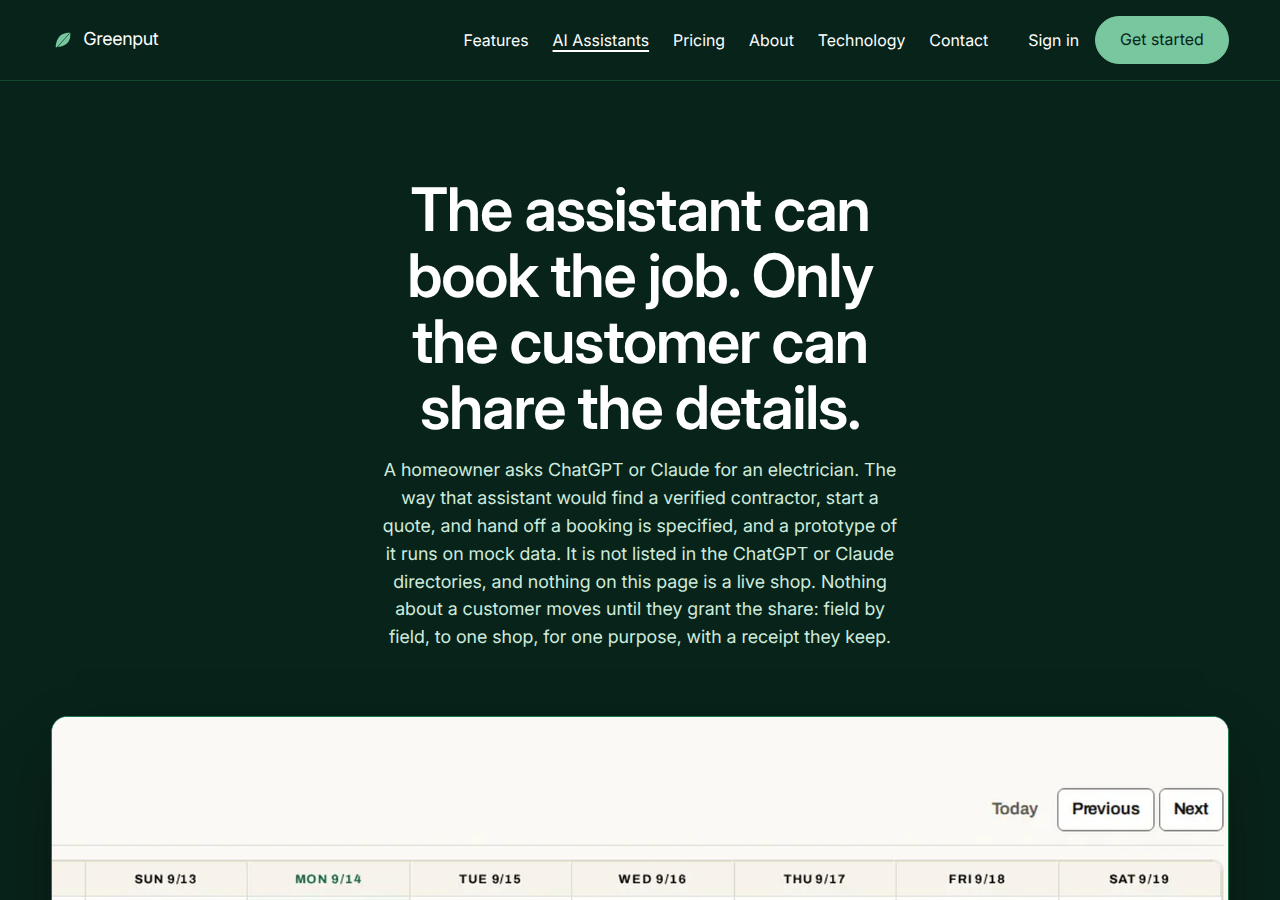 Greenput
Features AI Assistants Pricing About Technology Contact Sign in Get started
The assistant can
book the job. Only
the customer can
share the details.
A homeowner asks ChatGPT or Claude for an electrician. The
way that assistant would find a verified contractor, start a
quote, and hand off a booking is specified, and a prototype of
it runs on mock data. It is not listed in the ChatGPT or Claude
directories, and nothing on this page is a live shop. Nothing
about a customer moves until they grant the share: field by
field, to one shop, for one purpose, with a receipt they keep.
Today Previous Next
SUN 9/13 MON 9/14 TUE 9/15 WED 9/16 THU 9/17 FRI 9/18 SAT 9/19